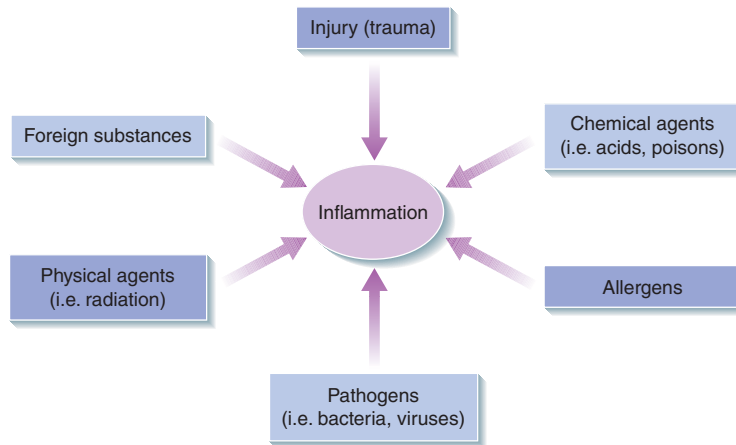 Injury (trauma)
Foreign substances
Chemical agents
(i.e. acids, poisons)
Inflammation
Physical agents
(i.e. radiation)
Allergens
Pathogens
(i.e. bacteria, viruses)